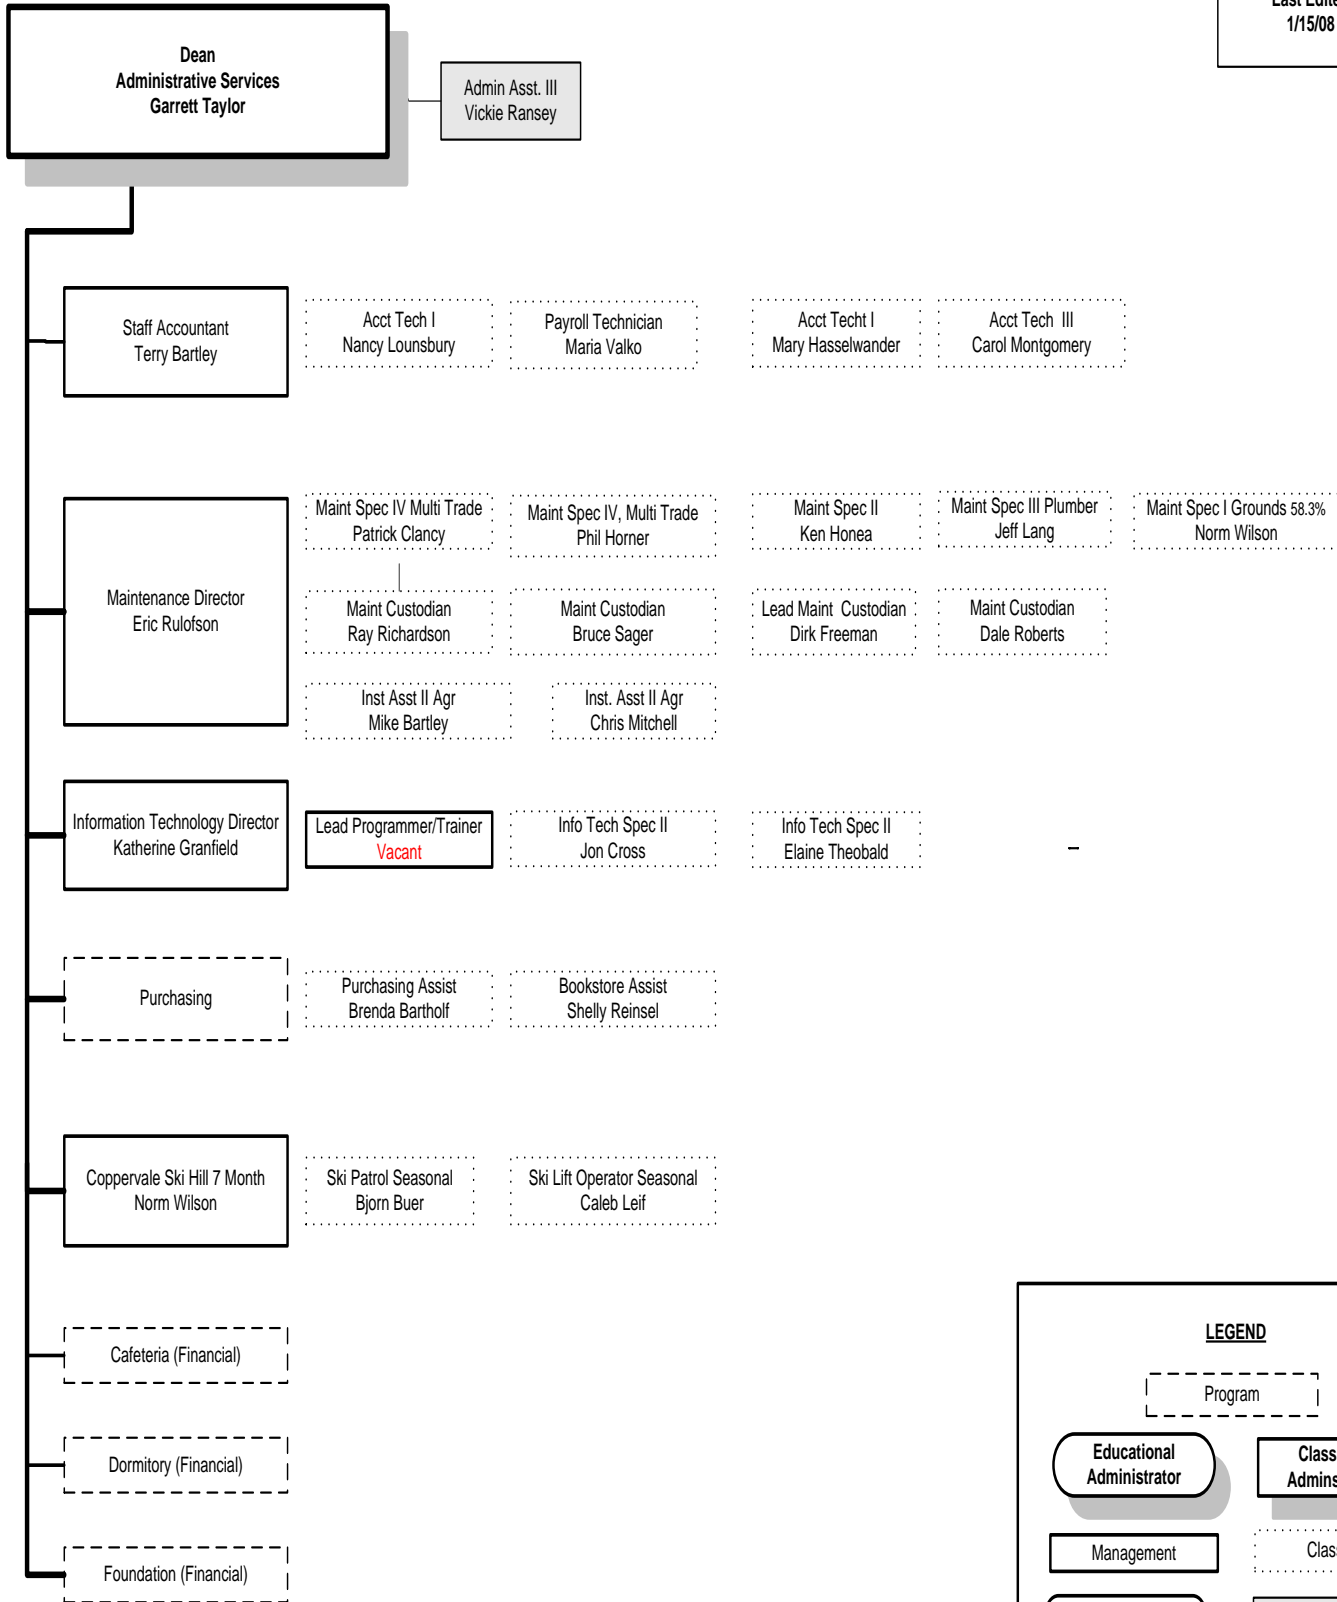 Last Edite
1/15/08
Dean
Administrative Services
Garrett Taylor
Admin Asst. III
Vickie Ransey
Staff Accountant
Terry Bartley
Acct Tech I
Nancy Lounsbury
Payroll Technician
Maria Valko
Acct Techt I
Mary Hasselwander
Acct Tech III
Carol Montgomery
Maintenance Director
Eric Rulofson
Maint Spec IV Multi Trade
Patrick Clancy
Maint Spec IV, Multi Trade
Phil Horner
Maint Spec II
Ken Honea
Maint Spec III Plumber
Jeff Lang
Maint Spec I Grounds 58.3%
Norm Wilson
Maint Custodian
Ray Richardson
Maint Custodian
Bruce Sager
Lead Maint Custodian
Dirk Freeman
Maint Custodian
Dale Roberts
Inst Asst II Agr
Mike Bartley
Inst. Asst II Agr
Chris Mitchell
Information Technology Director
Katherine Granfield
Lead Programmer/Trainer
Vacant
Info Tech Spec II
Jon Cross
Info Tech Spec II
Elaine Theobald
Purchasing
Purchasing Assist
Brenda Bartholf
Bookstore Assist
Shelly Reinsel
Coppervale Ski Hill 7 Month
Norm Wilson
Ski Patrol Seasonal
Bjorn Buer
Ski Lift Operator Seasonal
Caleb Leif
Cafeteria (Financial)
Dormitory (Financial)
Foundation (Financial)
LEGEND
Program
Educational
Administrator
Class
Admins
Management
Clas